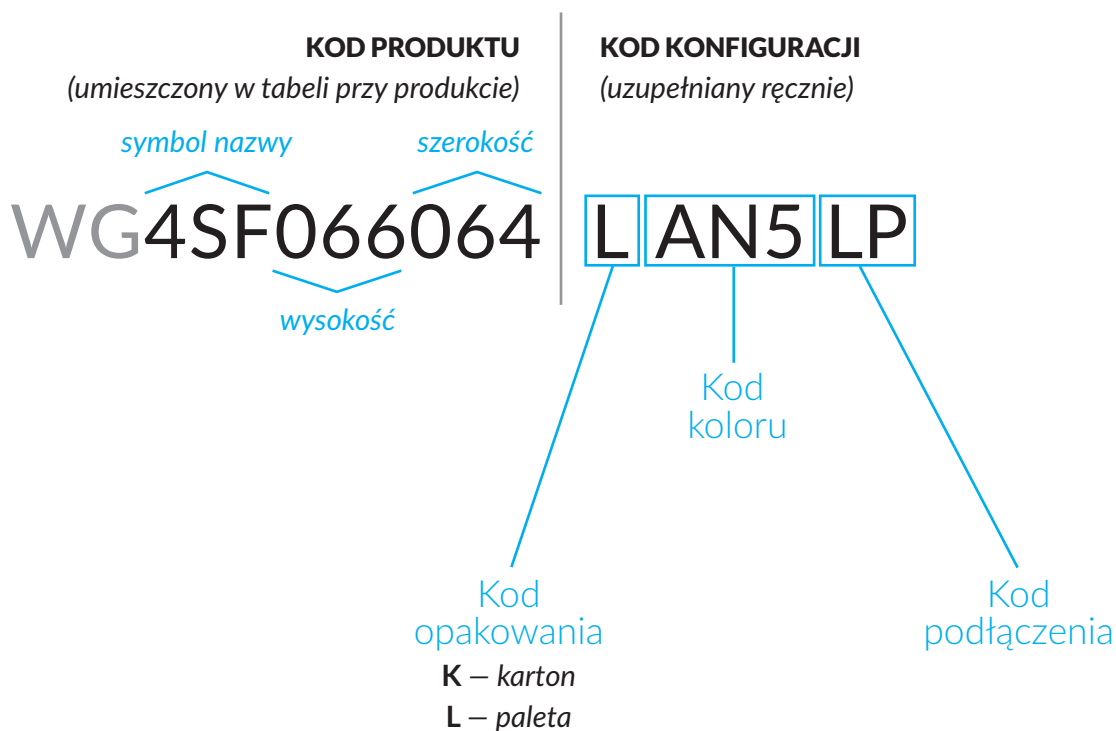 KOD PRODUKTU
(umieszczony w tabeli przy produkcie)
KOD KONFIGURACJI
(uzupełniany ręcznie)
symbol nazwy
szerokość
WG4SF066064 L AN5 LP
wysokość
Kod
koloru
Kod
opakowania
K – karton
L – paleta
Kod
podłączenia